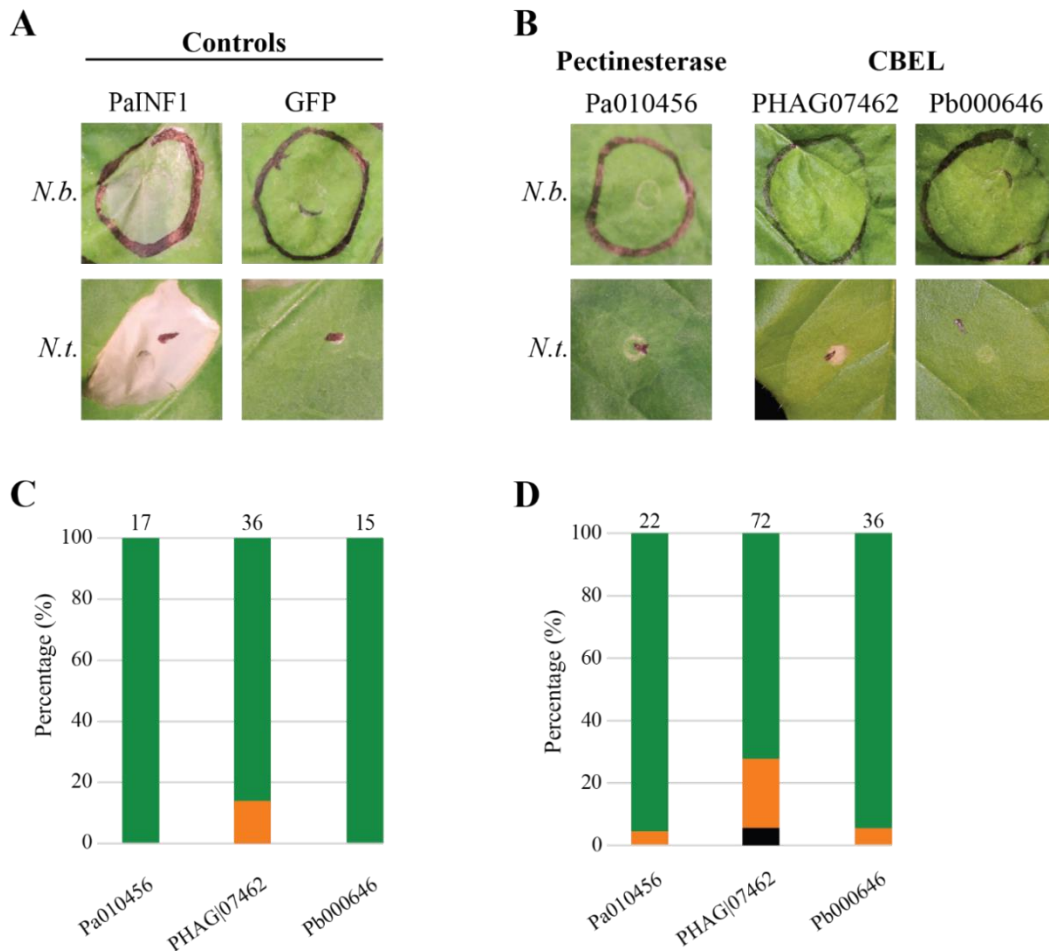 A
Controls
PaINF1 GFP
N.b.
N.t.
B
Pectinesterase CBEL
Pa010456 PHAG07462 Pb000646
N.b.
N.t.
C
17 36 15
100
80
60
40
20
0
Percentage (%)
Pa010456 PHAG|07462 Pb000646
D
22 72 36
100
80
60
40
20
0
Percentage (%)
Pa010456 PHAG|07462 Pb000646